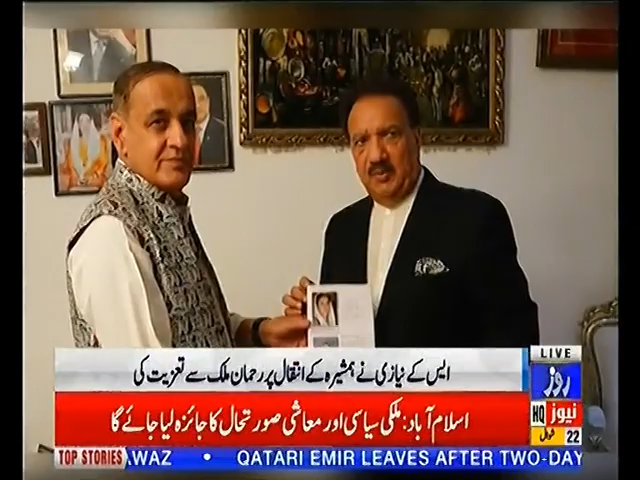 ایس کے نیازی نے ہمشیرہ کے انتقال پر رحمان ملک سے تعزیت کی
LIVE
روز
HQ نیوز
شوال 22
اسلام آباد: ملکی سیاسی اور معاشی صورتحال کا جائزہ لیا جائے گا
TOP STORIES AWAZ • QATARI EMIR LEAVES AFTER TWO-DAY